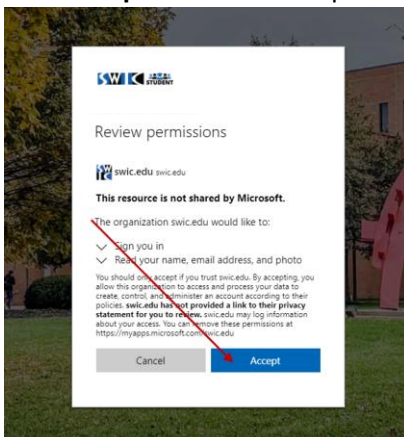 SWIC STUDENT
Review permissions
swic.edu swic.edu
This resource is not shared by Microsoft.
The organization swic.edu would like to:
Sign you in
Read your name, email address, and photo
You should only accept if you trust swic.edu. By accepting, you
allow this organization to access and process your data to
create, control, and administer an account according to their
policies. swic.edu has not provided a link to their privacy
statement for you to review. swic.edu may log information
about your access. You can remove these permissions at
https://myapps.microsoft.com/swic.edu
Cancel Accept